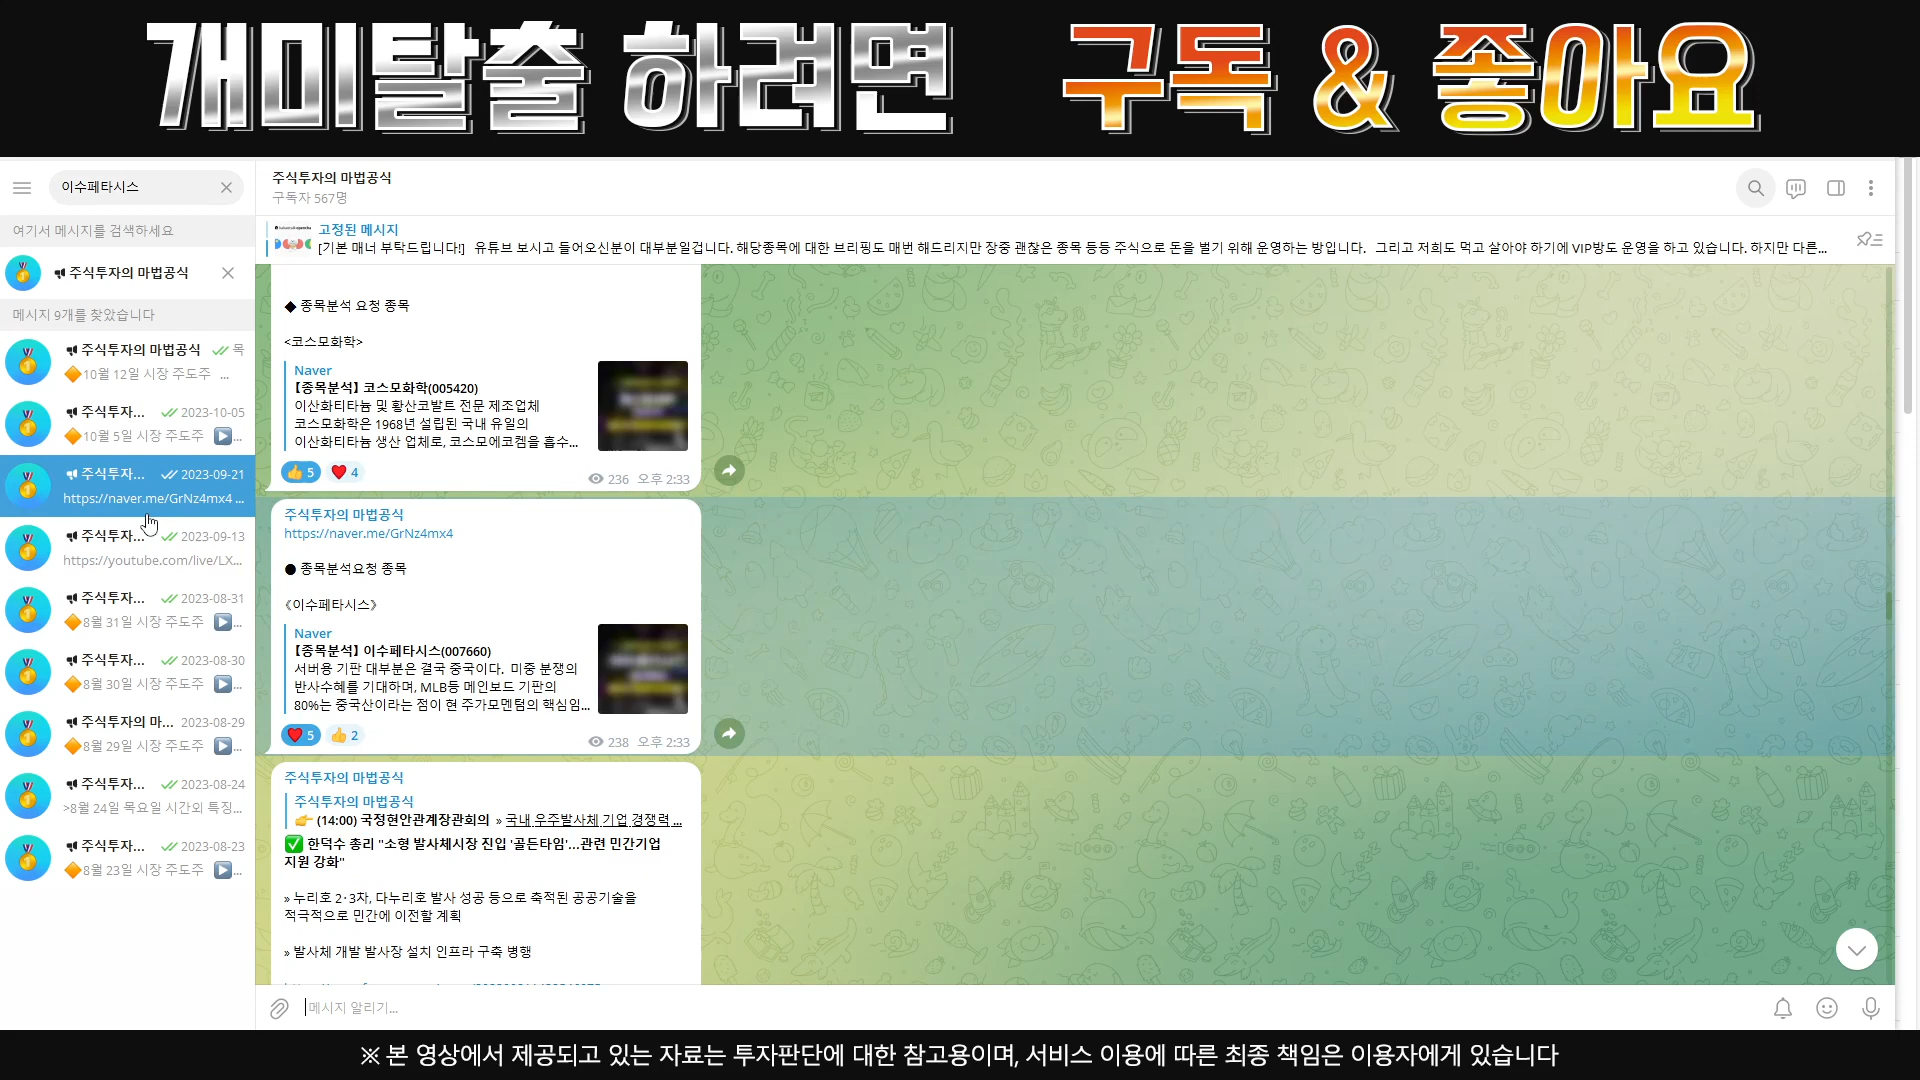 개미탈출 하려면 구독 & 좋아요
이수페타시스
여기서 메시지를 검색하세요
주식투자의 마법공식
메시지 9개를 찾았습니다
주식투자의 마법공식 목
10월 12일 시장 주도주 ...
주식투자... 2023-10-05
10월 5일 시장 주도주 ...
주식투자... 2023-09-21
https://naver.me/GrNz4mx4 ...
주식투자... 2023-09-13
https://youtube.com/live/LX...
주식투자... 2023-08-31
8월 31일 시장 주도주 ...
주식투자... 2023-08-30
8월 30일 시장 주도주 ...
주식투자의 마... 2023-08-29
8월 29일 시장 주도주 ...
주식투자... 2023-08-24
>8월 24일 목요일 시간외 특징...
주식투자... 2023-08-23
8월 23일 시장 주도주 ...
주식투자의 마법공식
구독자 567명
고정된 메시지
[기본 매너 부탁드립니다!] 유튜브 보시고 들어오신분이 대부분일겁니다. 해당종목에 대한 브리핑도 매번 해드리지만 장중 괜찮은 종목 등등 주식으로 돈을 벌기 위해 운영하는 방입니다. 그리고 저희도 먹고 살아야 하기에 VIP방도 운영을 하고 있습니다. 하지만 다른...
◆ 종목분석 요청 종목
<코스모화학>
Naver
【종목분석】 코스모화학(005420)
이산화티타늄 및 황산코발트 전문 제조업체
코스모화학은 1968년 설립된 국내 유일의
이산화티타늄 생산 업체로, 코스모에코켐을 흡수...
5 4
236 오후 2:33
주식투자의 마법공식
https://naver.me/GrNz4mx4
● 종목분석요청 종목
《이수페타시스》
Naver
【종목분석】 이수페타시스(007660)
서버용 기판 대부분은 결국 중국이다. 미중 분쟁의
반사수혜를 기대하며, MLB등 메인보드 기판의
80%는 중국산이라는 점이 현 주가모멘텀의 핵심임...
5 2
238 오후 2:33
주식투자의 마법공식
주식투자의 마법공식
👉 (14:00) 국정현안관계장관회의 » 국내 우주발사체 기업 경쟁력 ...
✅ 한덕수 총리 "소형 발사체시장 진입 '골든타임'...관련 민간기업
지원 강화"
» 누리호 2·3차, 다누리호 발사 성공 등으로 축적된 공공기술을
적극적으로 민간에 이전할 계획
» 발사체 개발 발사장 설치 인프라 구축 병행
메시지 알리기...
※ 본 영상에서 제공되고 있는 자료는 투자판단에 대한 참고용이며, 서비스 이용에 따른 최종 책임은 이용자에게 있습니다